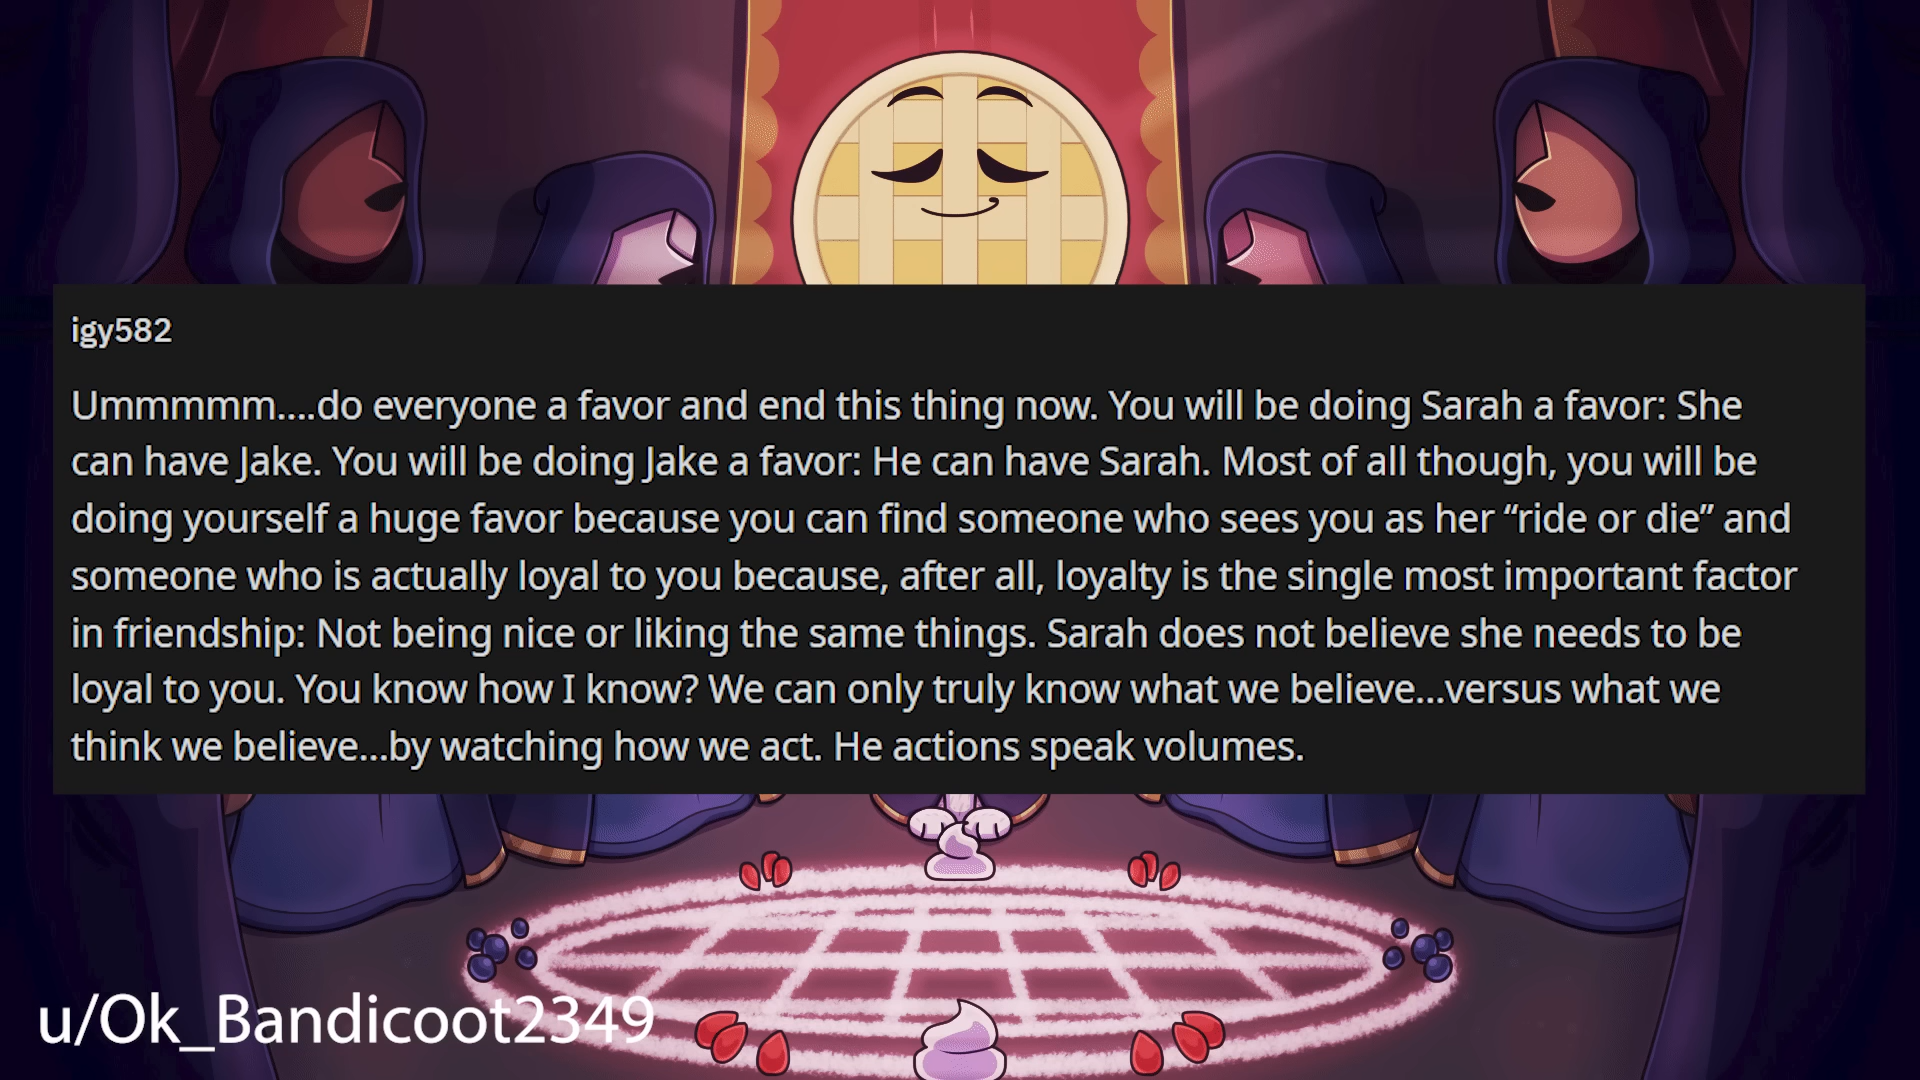 igy582
Ummmmm....do everyone a favor and end this thing now. You will be doing Sarah a favor: She
can have Jake. You will be doing Jake a favor: He can have Sarah. Most of all though, you will be
doing yourself a huge favor because you can find someone who sees you as her “ride or die” and
someone who is actually loyal to you because, after all, loyalty is the single most important factor
in friendship: Not being nice or liking the same things. Sarah does not believe she needs to be
loyal to you. You know how I know? We can only truly know what we believe...versus what we
think we believe...by watching how we act. He actions speak volumes.
u/Ok_Bandicoot2349